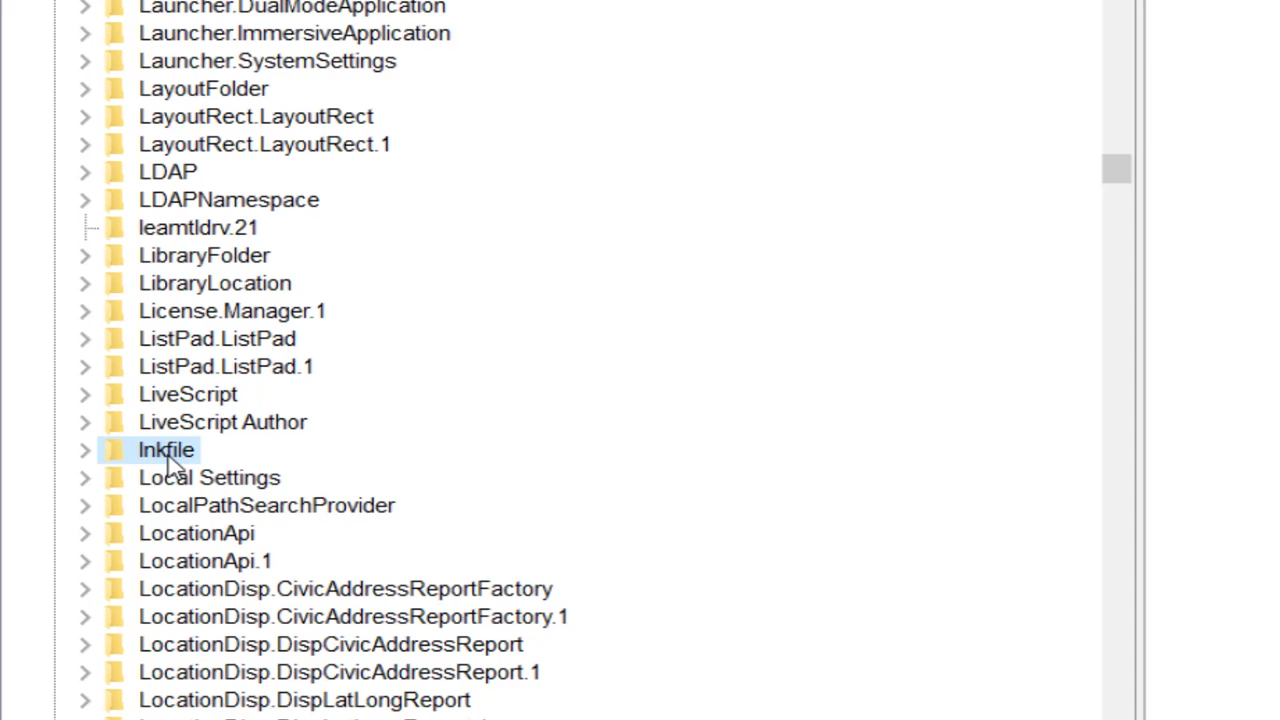 Launcher.DualModeApplication
Launcher.ImmersiveApplication
Launcher.SystemSettings
LayoutFolder
LayoutRect.LayoutRect
LayoutRect.LayoutRect.1
LDAP
LDAPNamespace
leamtldrv.21
LibraryFolder
LibraryLocation
License.Manager.1
ListPad.ListPad
ListPad.ListPad.1
LiveScript
LiveScript Author
lnkfile
Local Settings
LocalPathSearchProvider
LocationApi
LocationApi.1
LocationDisp.CivicAddressReportFactory
LocationDisp.CivicAddressReportFactory.1
LocationDisp.DispCivicAddressReport
LocationDisp.DispCivicAddressReport.1
LocationDisp.DispLatLongReport